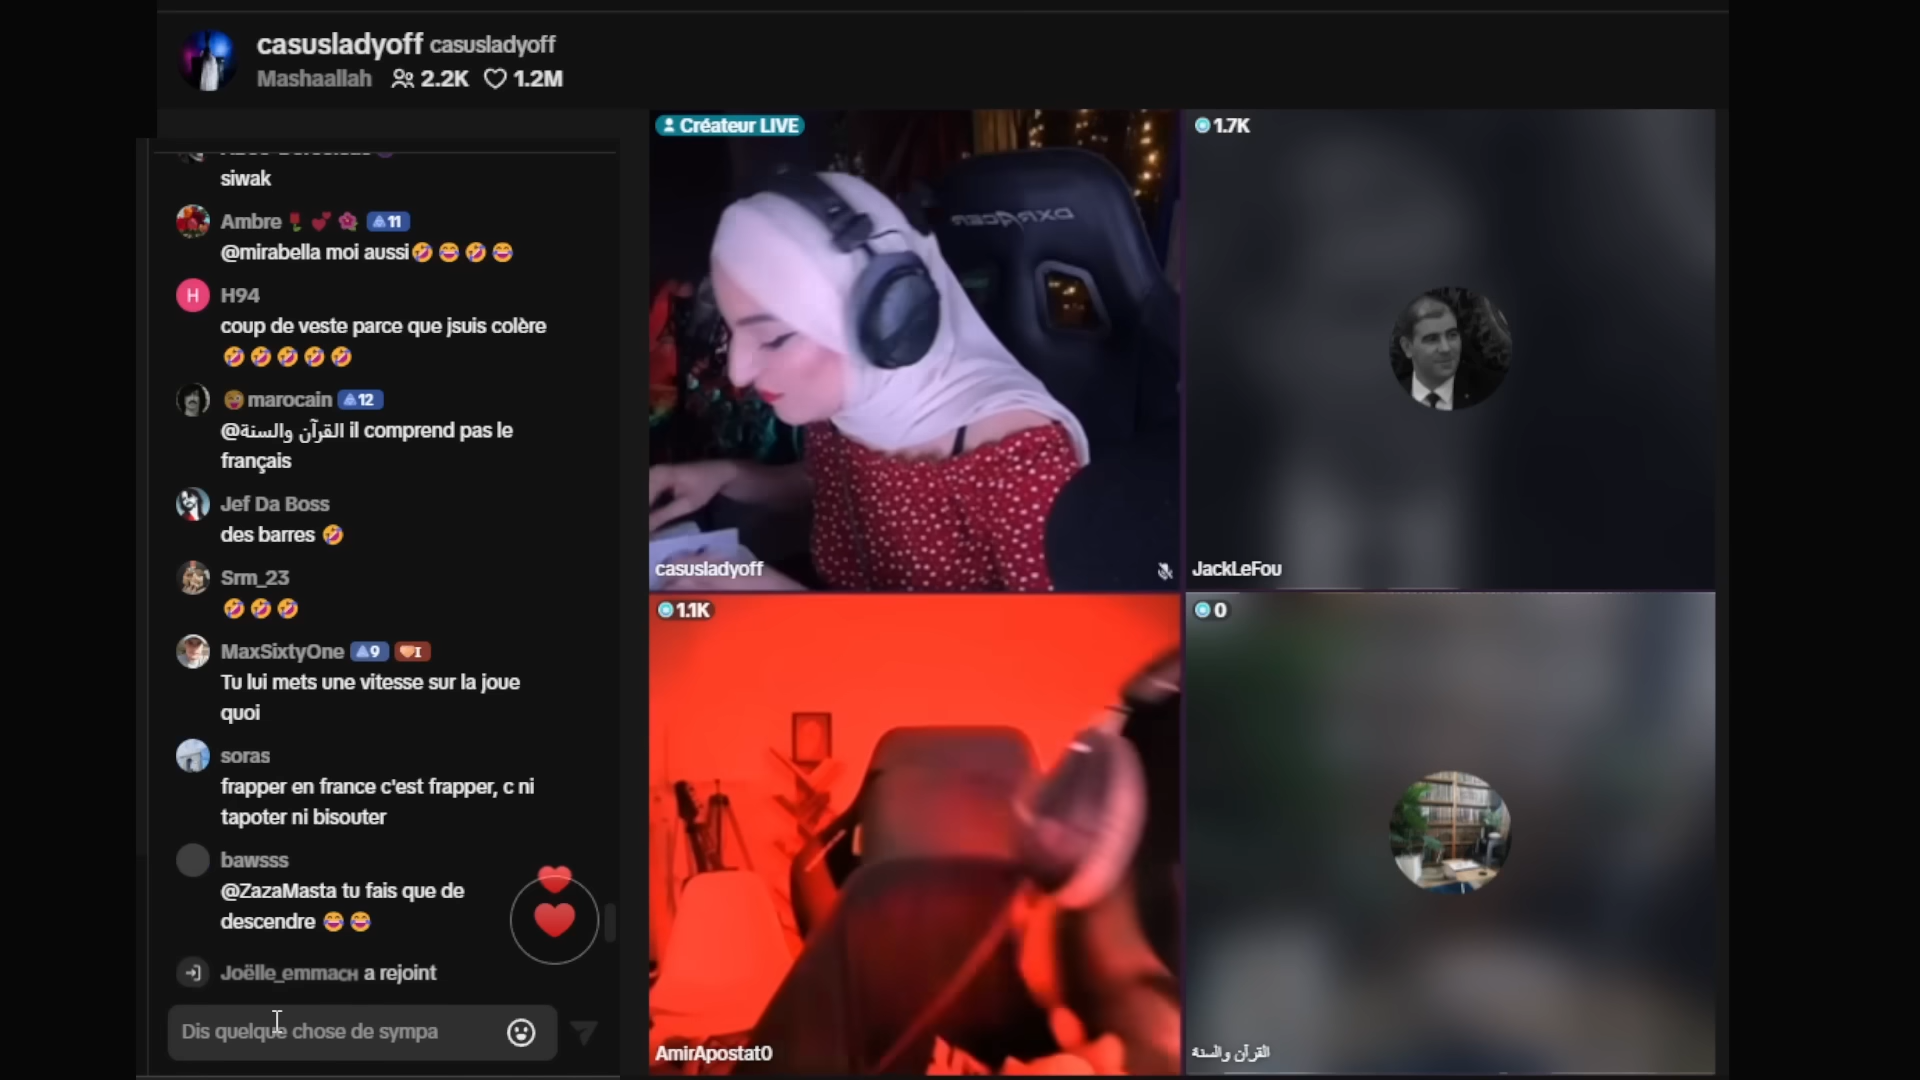 casusladyoff casusladyoff
Mashaallah 2.2K 1.2M
siwak
Ambre 11
@mirabella moi aussi🤣😂🤣😂
H H94
coup de veste parce que jsuis colère
🤣🤣🤣🤣🤣
marocain 12
@القرآن والسنة il comprend pas le
français
Jef Da Boss
des barres 🤣
Srm_23
🤣🤣🤣
MaxSixtyOne 9 I
Tu lui mets une vitesse sur la joue
quoi
soras
frapper en france c'est frapper, c ni
tapoter ni bisouter
bawsss
@ZazaMasta tu fais que de
descendre 😂😂
Joëlle_emmacн a rejoint
Dis quelque chose de sympa
Créateur LIVE
DXRACER
casusladyoff
1.7K
JackLeFou
1.1K
AmirApostat0
0
القرآن والسنة